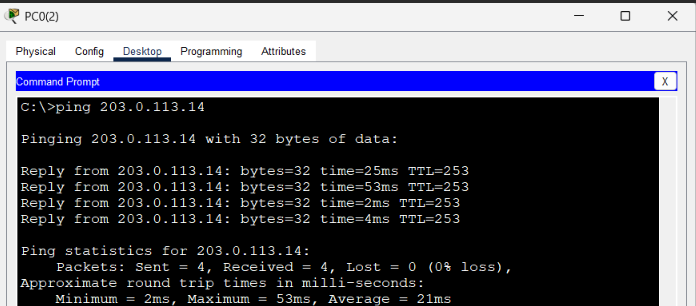 PC0(2)
Physical Config Desktop Programming Attributes
Command Prompt X
C:\>ping 203.0.113.14
Pinging 203.0.113.14 with 32 bytes of data:
Reply from 203.0.113.14: bytes=32 time=25ms TTL=253
Reply from 203.0.113.14: bytes=32 time=53ms TTL=253
Reply from 203.0.113.14: bytes=32 time=2ms TTL=253
Reply from 203.0.113.14: bytes=32 time=4ms TTL=253
Ping statistics for 203.0.113.14:
Packets: Sent = 4, Received = 4, Lost = 0 (0% loss),
Approximate round trip times in milli-seconds:
Minimum = 2ms, Maximum = 53ms, Average = 21ms